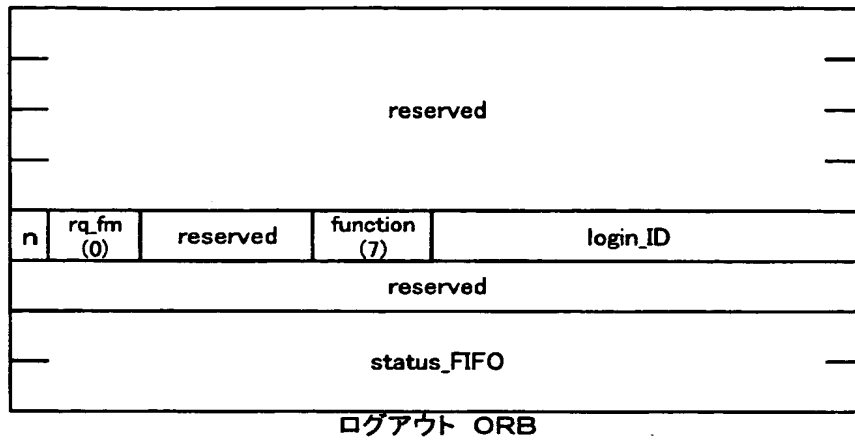 reserved
n rq_fm (0) reserved function (7) login_ID
reserved
status_FIFO
ログアウト ORB